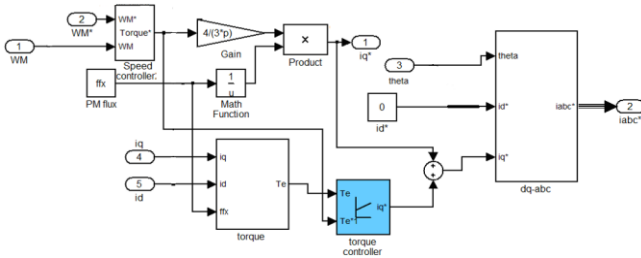 2
WM*
1
WM
WM*
Torque*
WM
Speed
controller.
4/(3*p)
Gain
×
Product
1
iq*
ffx
PM flux
1
u
Math
Function
3
theta
0
id*
theta
id*
iq*
iabc*
dq-abc
2
iabc*
iq
4
5
id
iq
id
ffx
Te
torque
Te
Te*
iq*
torque
controller
+
+